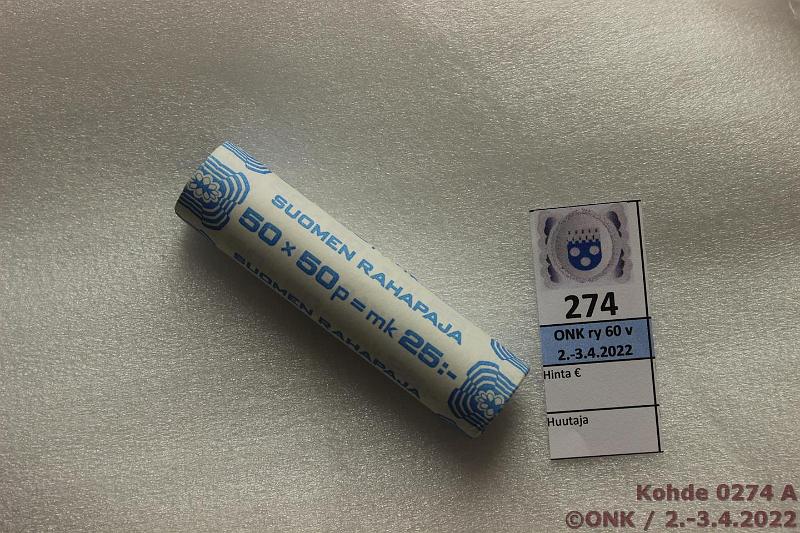 SUOMEN RAHAPAJA
50 x 50p = mk 25:-
SUOMEN RAHAPAJA
274
ONK ry 60 v
2.-3.4.2022
Hinta €
Huutaja
Kohde 0274 A
©ONK / 2.-3.4.2022